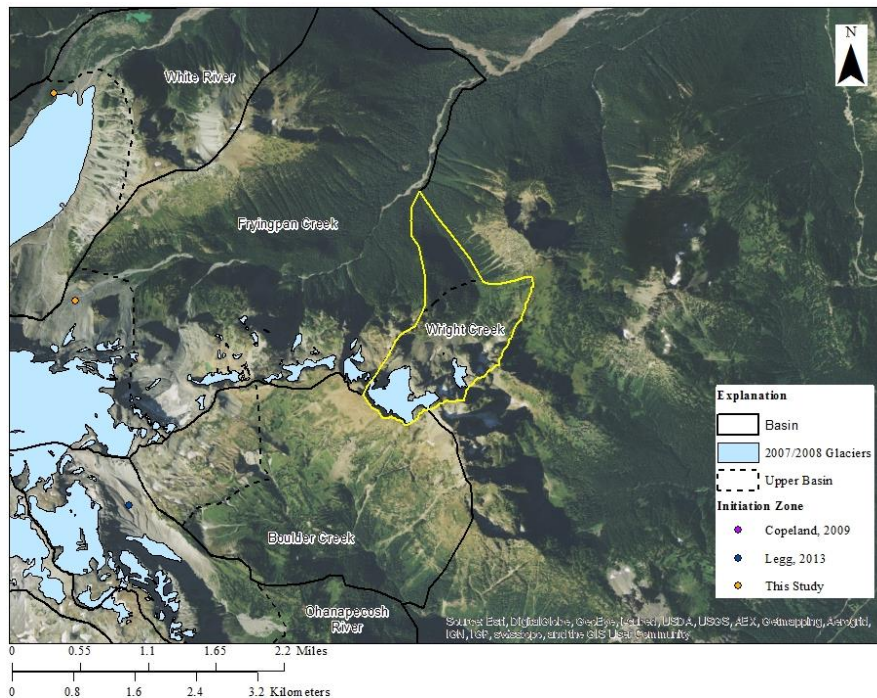 White River
N
Fryingpan Creek
Wright Creek
Boulder Creek
Ohanapecosh
River
Explanation
Basin
2007/2008 Glaciers
Upper Basin
Initiation Zone
Copeland, 2009
Legg, 2013
This Study
Source: Esri, DigitalGlobe, GeoEye, i-cubed, USDA, USGS, AEX, Getmapping, Aerogrid,
IGN, IGP, swisstopo, and the GIS User Community
0 0.55 1.1 1.65 2.2 Miles
0 0.8 1.6 2.4 3.2 Kilometers